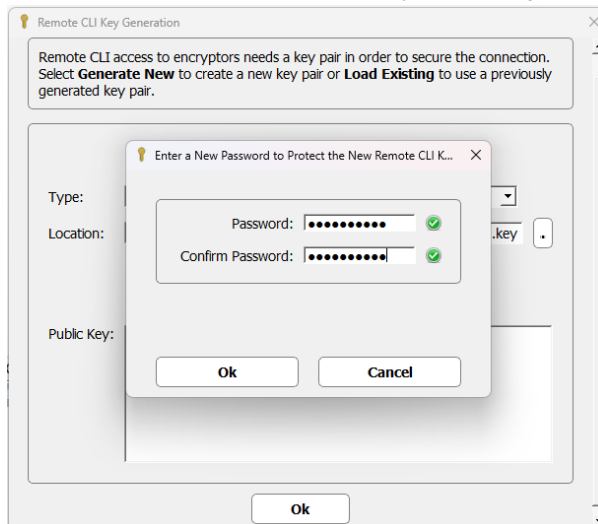 Remote CLI Key Generation
Remote CLI access to encryptors needs a key pair in order to secure the connection.
Select Generate New to create a new key pair or Load Existing to use a previously
generated key pair.
Enter a New Password to Protect the New Remote CLI K...
Type:
Password: ●●●●●●●●●●
Location:
.key
..
Confirm Password: ●●●●●●●●●●
Public Key:
Ok
Cancel
Ok